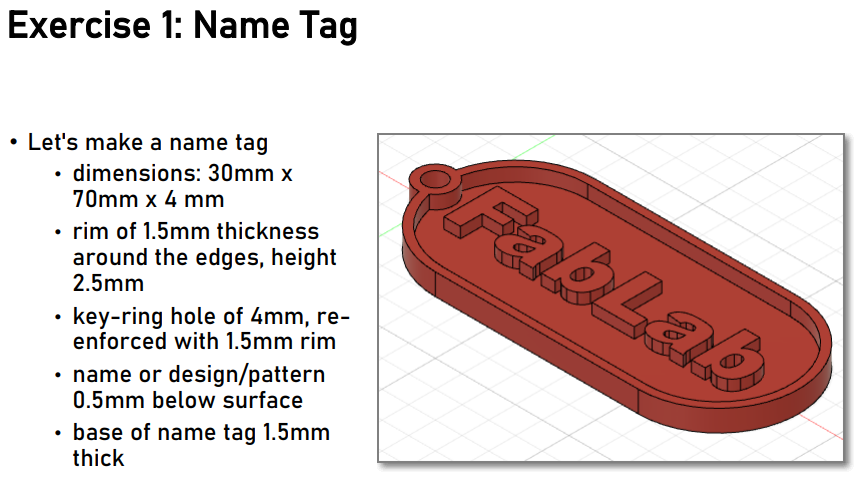 Exercise 1: Name Tag
• Let's make a name tag
• dimensions: 30mm x
70mm x 4 mm
• rim of 1.5mm thickness
around the edges, height
2.5mm
• key-ring hole of 4mm, re-
enforced with 1.5mm rim
• name or design/pattern
0.5mm below surface
• base of name tag 1.5mm
thick
FabLab